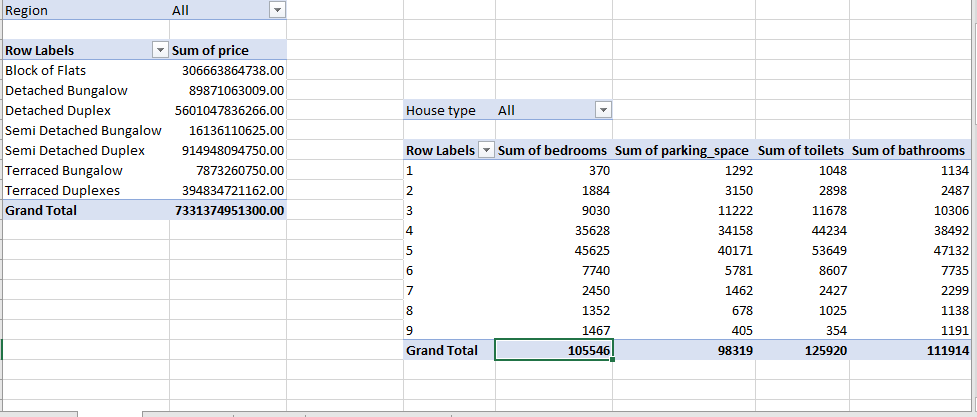 Region All
Row Labels Sum of price
Block of Flats 306663864738.00
Detached Bungalow 89871063009.00
Detached Duplex 5601047836266.00
Semi Detached Bungalow 16136110625.00
Semi Detached Duplex 914948094750.00
Terraced Bungalow 7873260750.00
Terraced Duplexes 394834721162.00
Grand Total 7331374951300.00
House type All
Row Labels Sum of bedrooms Sum of parking_space Sum of toilets Sum of bathrooms
1 370 1292 1048 1134
2 1884 3150 2898 2487
3 9030 11222 11678 10306
4 35628 34158 44234 38492
5 45625 40171 53649 47132
6 7740 5781 8607 7735
7 2450 1462 2427 2299
8 1352 678 1025 1138
9 1467 405 354 1191
Grand Total 105546 98319 125920 111914